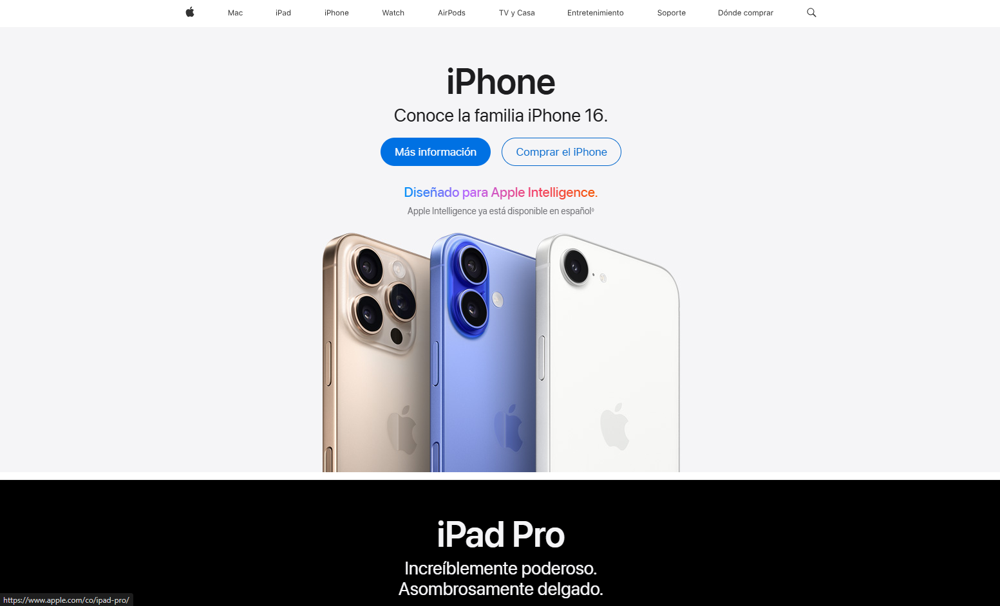 Mac
iPad
iPhone
Watch
AirPods
TV y Casa
Entretenimiento
Soporte
Dónde comprar
iPhone
Conoce la familia iPhone 16.
Más información
Comprar el iPhone
Diseñado para Apple Intelligence.
Apple Intelligence ya está disponible en español◊
iPad Pro
Increíblemente poderoso.
Asombrosamente delgado.
https://www.apple.com/co/ipad-pro/